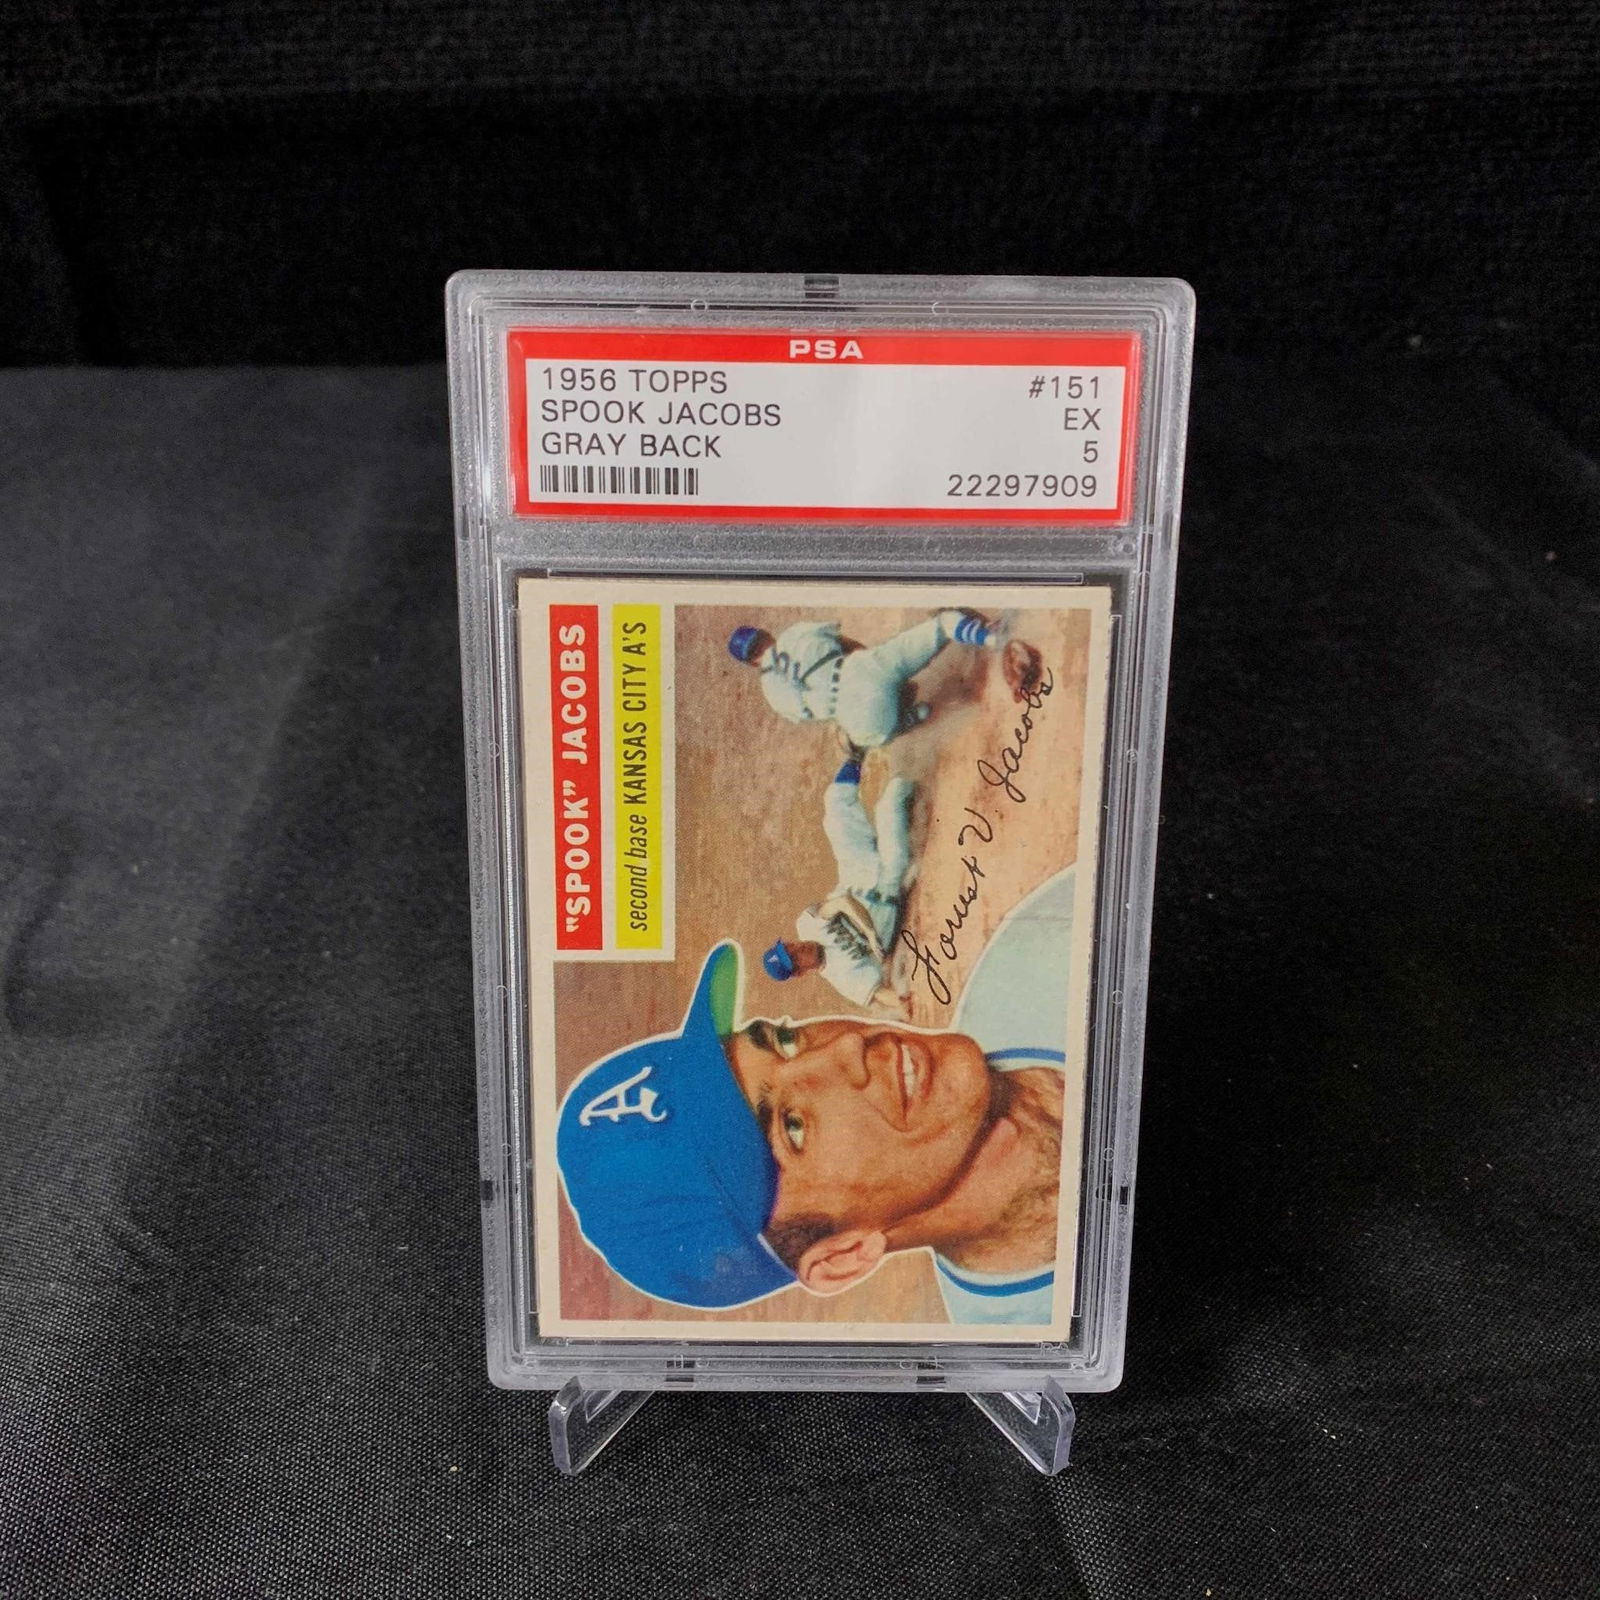 PSA
1956 TOPPS #151
SPOOK JACOBS EX
GRAY BACK 5
22297909
"SPOOK" JACOBS
second base KANSAS CITY A'S
A
Forrest V. Jacobs